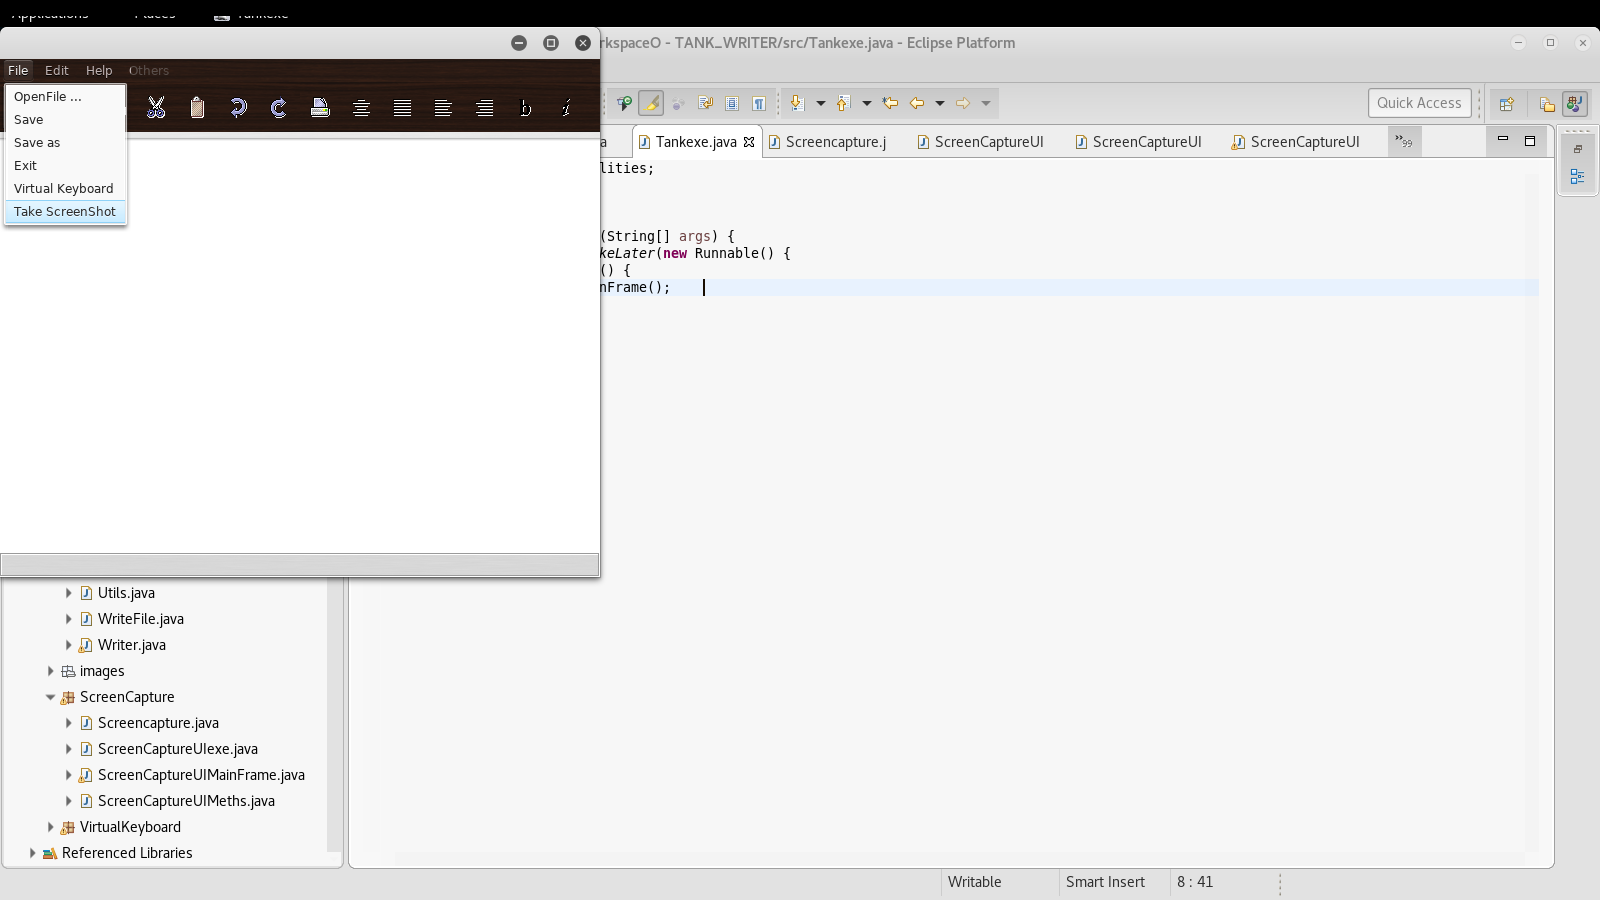 Applications Places Tankexe
rkspaceO - TANK_WRITER/src/Tankexe.java - Eclipse Platform
File Edit Help Others
OpenFile ...
Save
Save as
Exit
Virtual Keyboard
Take ScreenShot
b i
Quick Access
a Tankexe.java Screencapture.j ScreenCaptureUI ScreenCaptureUI ScreenCaptureUI »99
lities;
(String[] args) {
keLater(new Runnable() {
() {
nFrame();
Utils.java
WriteFile.java
Writer.java
images
ScreenCapture
Screencapture.java
ScreenCaptureUIexe.java
ScreenCaptureUIMainFrame.java
ScreenCaptureUIMeths.java
VirtualKeyboard
Referenced Libraries
Writable Smart Insert 8 : 41